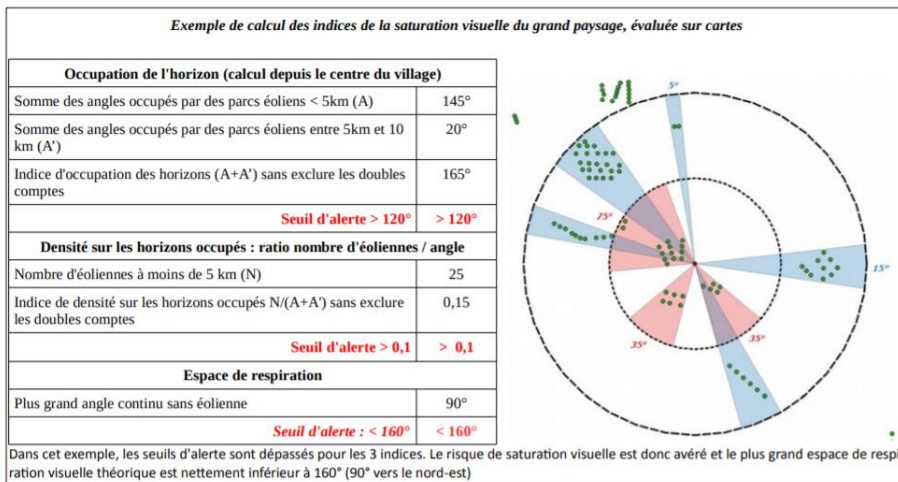 Exemple de calcul des indices de la saturation visuelle du grand paysage, évaluée sur cartes
Occupation de l'horizon (calcul depuis le centre du village)
Somme des angles occupés par des parcs éoliens < 5km (A) 145°
Somme des angles occupés par des parcs éoliens entre 5km et 10 20°
km (A')
Indice d'occupation des horizons (A+A') sans exclure les doubles 165°
comptes
Seuil d'alerte > 120° > 120°
Densité sur les horizons occupés : ratio nombre d'éoliennes / angle
Nombre d'éoliennes à moins de 5 km (N) 25
Indice de densité sur les horizons occupés N/(A+A') sans exclure 0,15
les doubles comptes
Seuil d'alerte > 0,1 > 0,1
Espace de respiration
Plus grand angle continu sans éolienne 90°
Seuil d'alerte : < 160° < 160°
5°
75°
15°
35°
35°
Dans cet exemple, les seuils d'alerte sont dépassés pour les 3 indices. Le risque de saturation visuelle est donc avéré et le plus grand espace de respi
ration visuelle théorique est nettement inférieur à 160° (90° vers le nord-est)